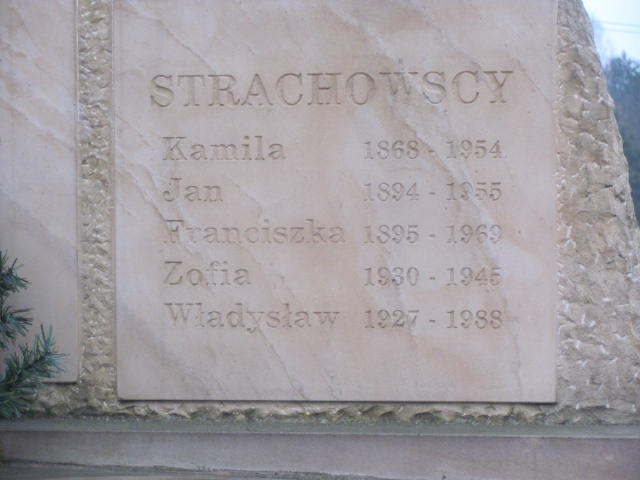 STRACHOWSCY
Kamila 1868 - 1954
Jan 1894 - 1955
Franciszka 1895 - 1969
Zofia 1930 - 1945
Władysław 1927 - 1988